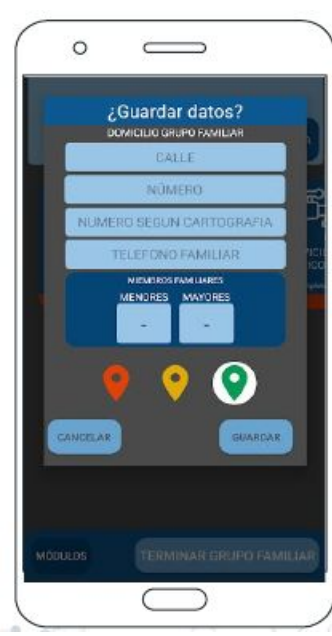 ¿Guardar datos?
DOMICILIO GRUPO FAMILIAR
CALLE
NÚMERO
NUMERO SEGUN CARTOGRAFIA
TELEFONO FAMILIAR
MIEMBROS FAMILIARES
MENORES MAYORES
- -
CANCELAR GUARDAR
MÓDULOS TERMINAR GRUPO FAMILIAR